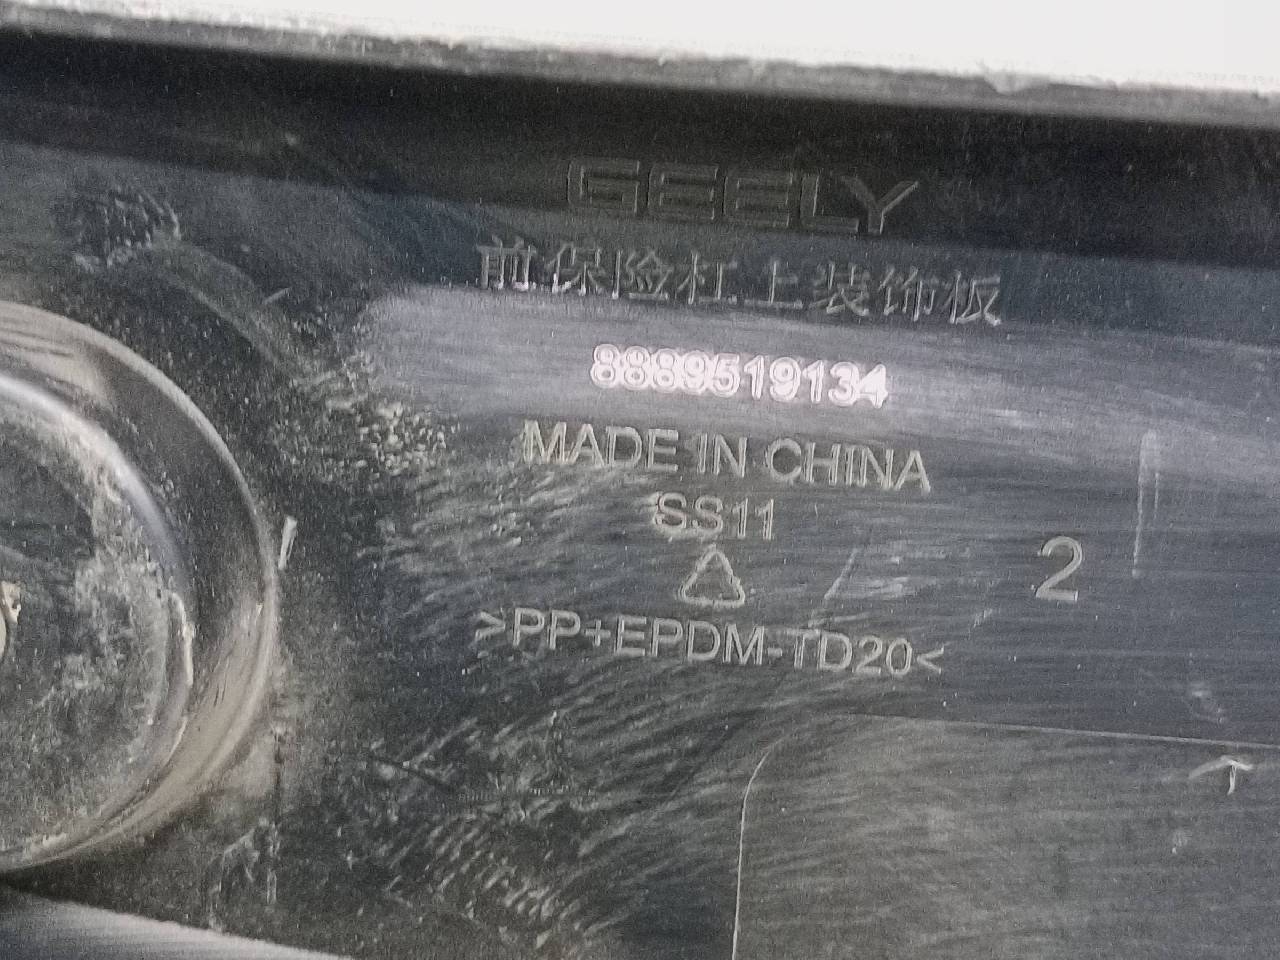 GEELY
前保险杠上装饰板
8889519134
MADE IN CHINA
SS11
2
>PP+EPDM-TD20<